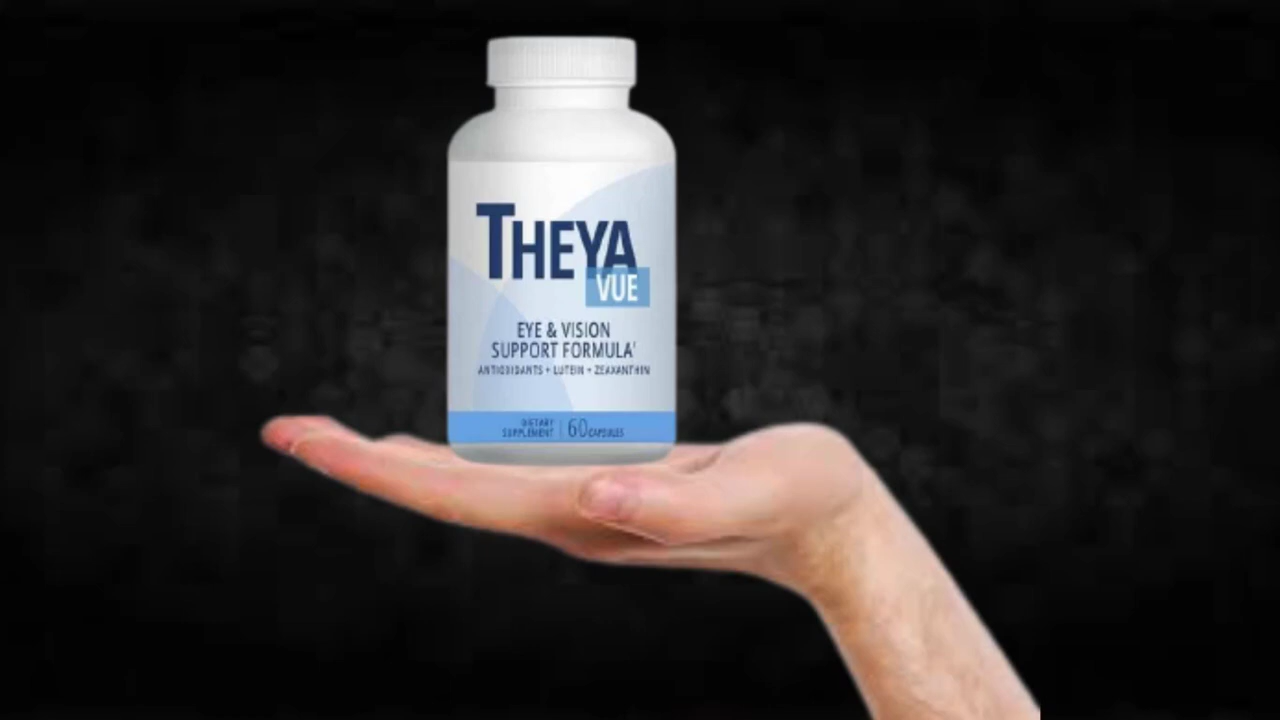 THEYA
VUE
EYE & VISION
SUPPORT FORMULA'
ANTIOXIDANTS + LUTEIN + ZEAXANTHIN
DIETARY
SUPPLEMENT | 60 CAPSULES